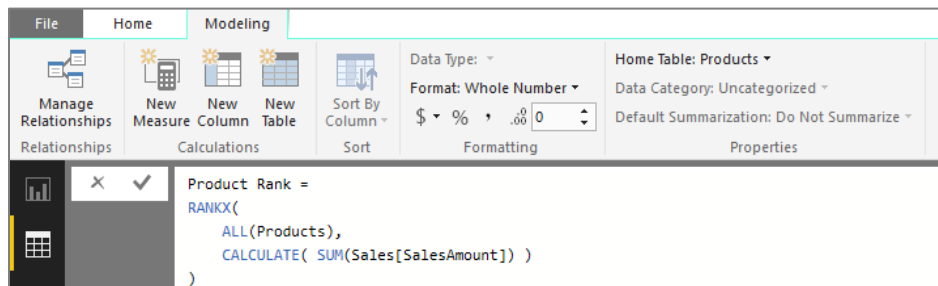 File Home Modeling
Manage Relationships
New Measure
New Column
New Table
Sort By Column
Data Type:
Format: Whole Number
$ % , .00 0
Home Table: Products
Data Category: Uncategorized
Default Summarization: Do Not Summarize
Relationships Calculations Sort Formatting Properties
Product Rank =
RANKX(
ALL(Products),
CALCULATE( SUM(Sales[SalesAmount]) )
)